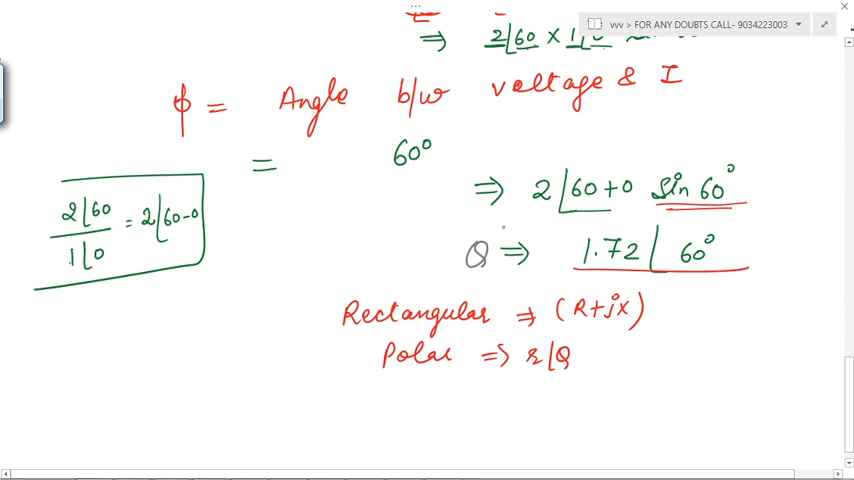 vvv > FOR ANY DOUBTS CALL- 9034223003
⇒ 2∠60 × 1∠0
ϕ = Angle b/w voltage & I
= 60°
2∠60 / 1∠0 = 2∠60-0
⇒ 2∠60+0 sin 60°
Q ⇒ 1.72∠60°
Rectangular ⇒ (R+jX)
Polar ⇒ r∠θ